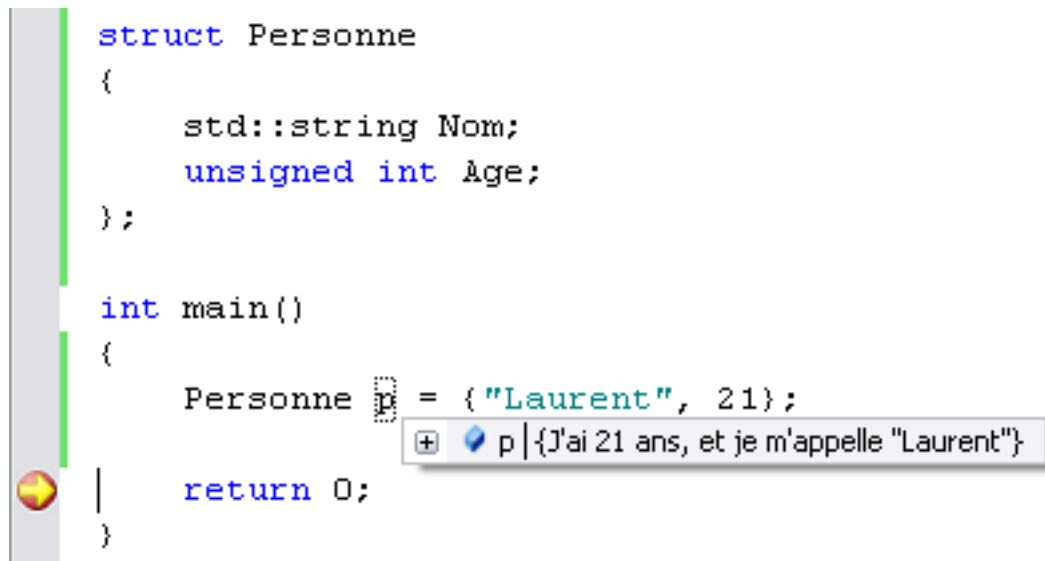 struct Personne
{
    std::string Nom;
    unsigned int Age;
};
int main()
{
    Personne p = {"Laurent", 21};
p {J'ai 21 ans, et je m'appelle "Laurent"}
    return 0;
}